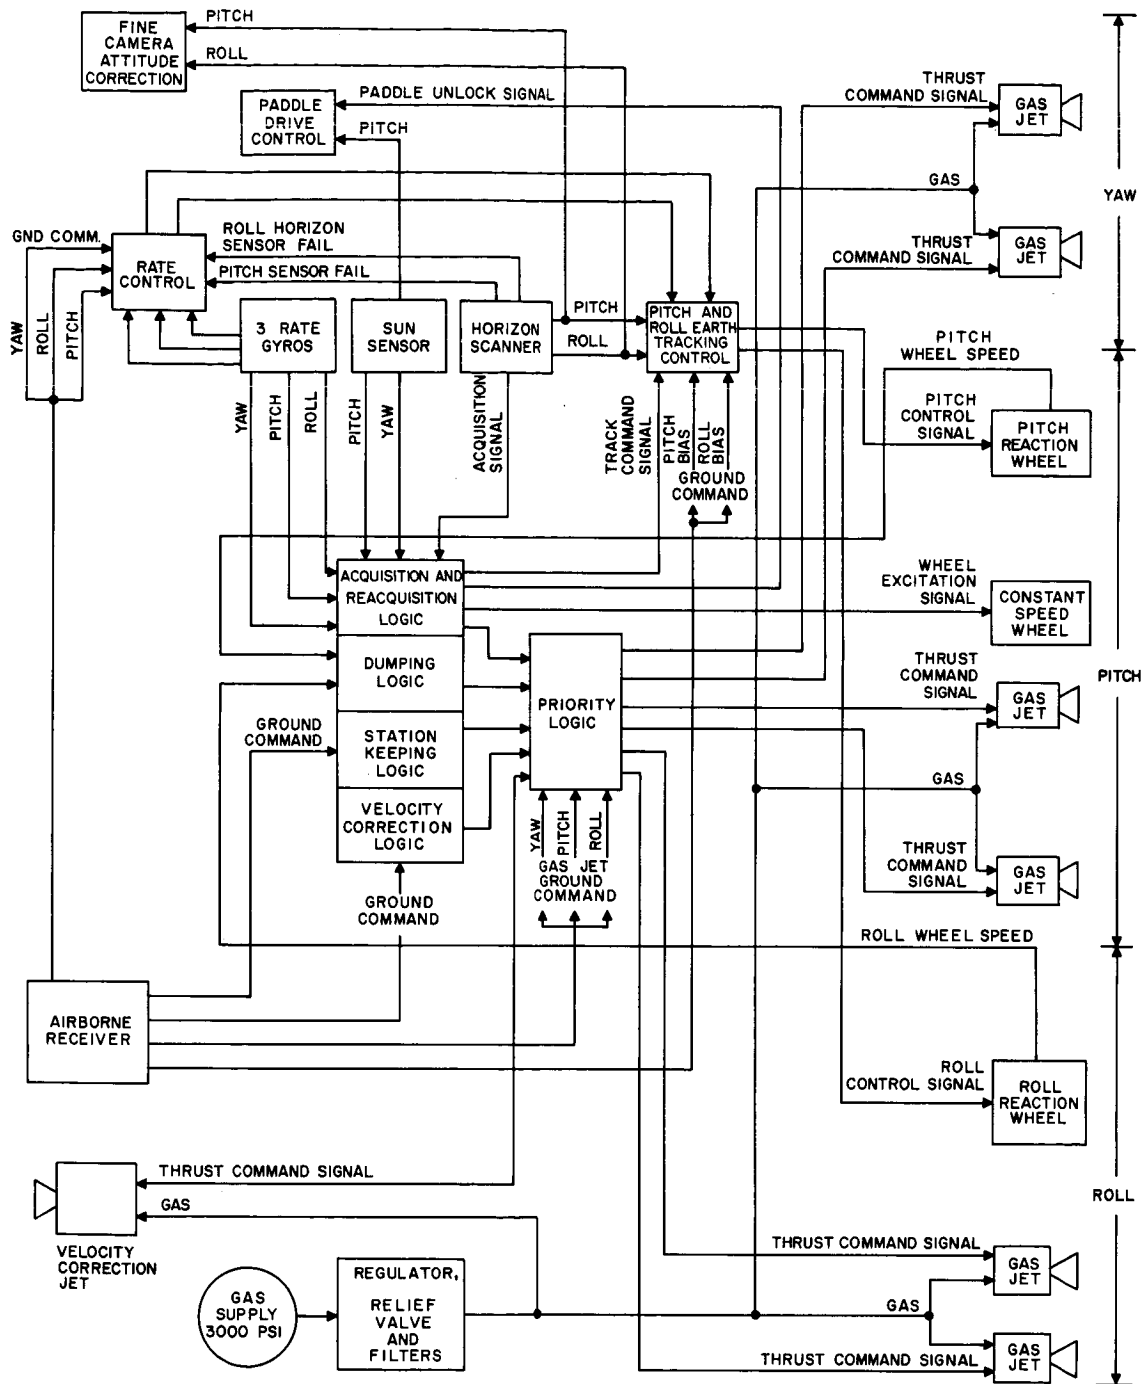 PITCH
FINE
CAMERA
ATTITUDE
CORRECTION
ROLL
PADDLE UNLOCK SIGNAL
PADDLE
DRIVE
CONTROL
PITCH
THRUST
COMMAND SIGNAL
GAS
JET
GAS
YAW
THRUST
COMMAND SIGNAL
GAS
JET
GND COMM.
ROLL HORIZON
SENSOR FAIL
PITCH SENSOR FAIL
RATE
CONTROL
YAW
ROLL
PITCH
3 RATE
GYROS
SUN
SENSOR
HORIZON
SCANNER
PITCH
ROLL
PITCH AND
ROLL EARTH
TRACKING
CONTROL
PITCH
WHEEL SPEED
PITCH
CONTROL
SIGNAL
PITCH
REACTION
WHEEL
YAW
PITCH
ROLL
PITCH
YAW
ACQUISITION
SIGNAL
TRACK
COMMAND
SIGNAL
PITCH
BIAS
ROLL
BIAS
GROUND
COMMAND
ACQUISITION AND
REACQUISITION
LOGIC
WHEEL
EXCITATION
SIGNAL
CONSTANT
SPEED
WHEEL
DUMPING
LOGIC
PRIORITY
LOGIC
THRUST
COMMAND
SIGNAL
GAS
JET
PITCH
GROUND
COMMAND
STATION
KEEPING
LOGIC
GAS
VELOCITY
CORRECTION
LOGIC
YAW
PITCH
ROLL
GAS JET
GROUND
COMMAND
THRUST
COMMAND
SIGNAL
GAS
JET
GROUND
COMMAND
ROLL WHEEL SPEED
AIRBORNE
RECEIVER
ROLL
CONTROL SIGNAL
ROLL
REACTION
WHEEL
THRUST COMMAND SIGNAL
GAS
VELOCITY
CORRECTION
JET
ROLL
THRUST COMMAND SIGNAL
GAS
JET
GAS
SUPPLY
3000 PSI
REGULATOR,
RELIEF
VALVE
AND
FILTERS
GAS
THRUST COMMAND SIGNAL
GAS
JET